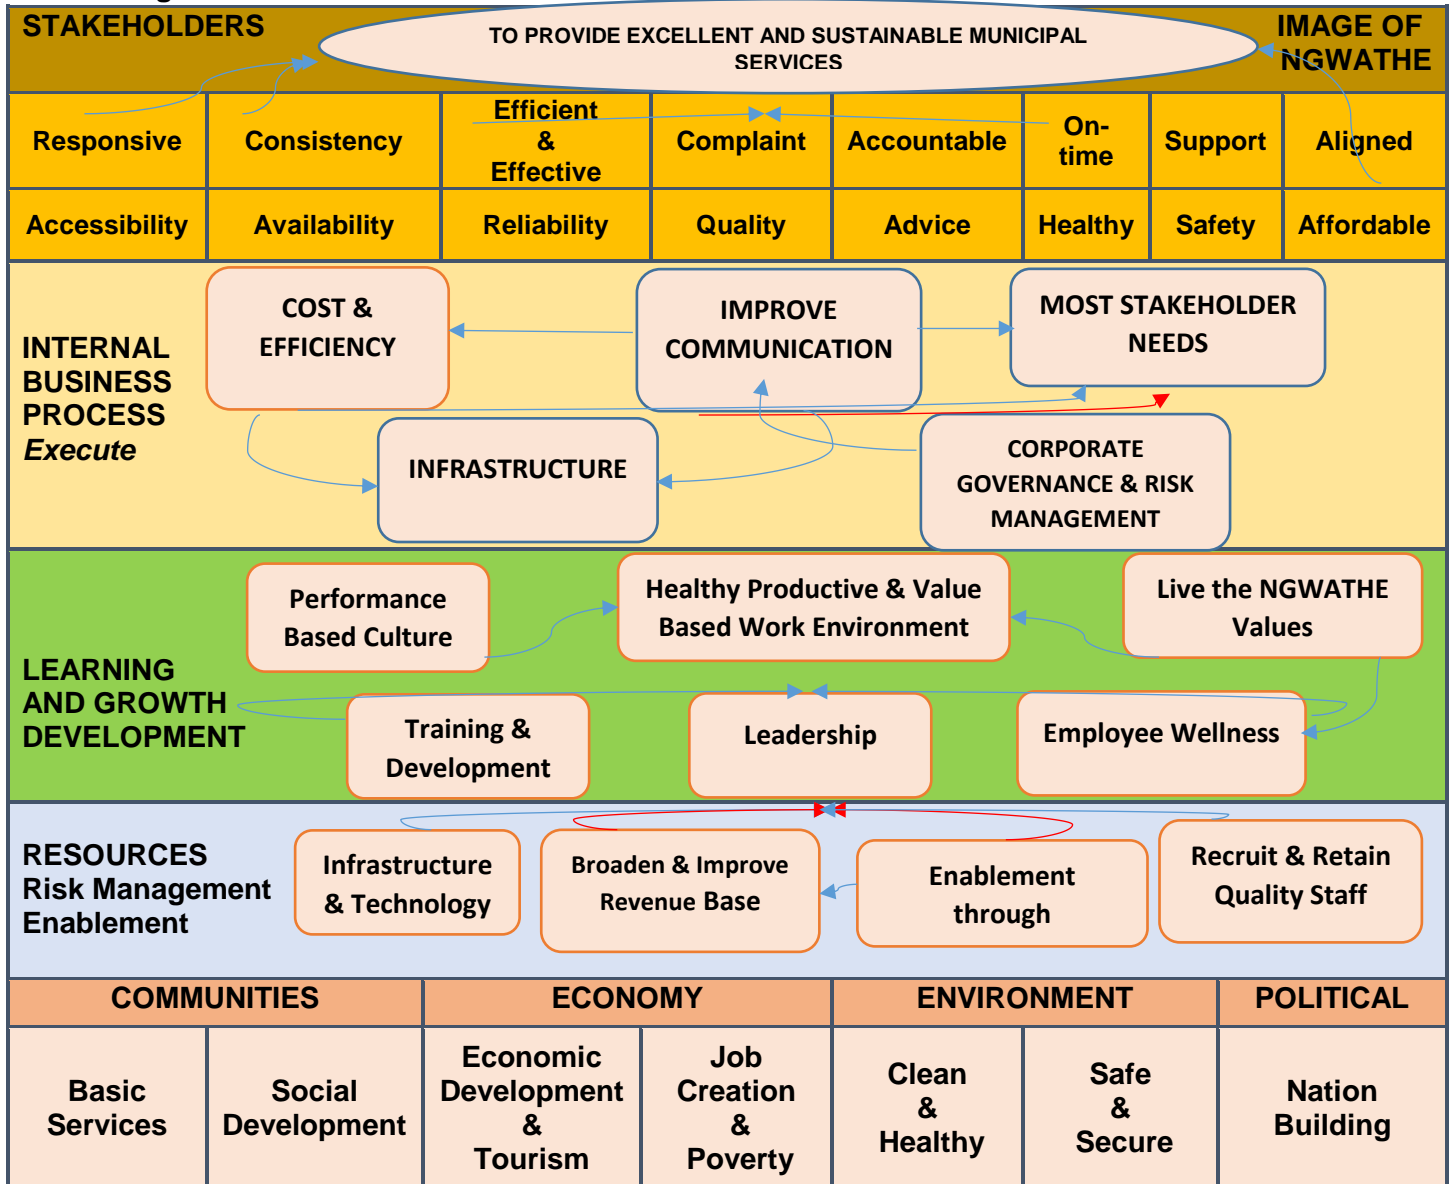 STAKEHOLDERS
TO PROVIDE EXCELLENT AND SUSTAINABLE MUNICIPAL
SERVICES
IMAGE OF
NGWATHE
Responsive
Consistency
Efficient
&
Effective
Complaint
Accountable
On-
time
Support
Aligned
Accessibility
Availability
Reliability
Quality
Advice
Healthy
Safety
Affordable
INTERNAL
BUSINESS
PROCESS
Execute
COST &
EFFICIENCY
IMPROVE
COMMUNICATION
MOST STAKEHOLDER
NEEDS
INFRASTRUCTURE
CORPORATE
GOVERNANCE & RISK
MANAGEMENT
LEARNING
AND GROWTH
DEVELOPMENT
Performance
Based Culture
Healthy Productive & Value
Based Work Environment
Live the NGWATHE
Values
Training &
Development
Leadership
Employee Wellness
RESOURCES
Risk Management
Enablement
Infrastructure
& Technology
Broaden & Improve
Revenue Base
Enablement
through
Recruit & Retain
Quality Staff
COMMUNITIES
ECONOMY
ENVIRONMENT
POLITICAL
Basic
Services
Social
Development
Economic
Development
&
Tourism
Job
Creation
&
Poverty
Clean
&
Healthy
Safe
&
Secure
Nation
Building